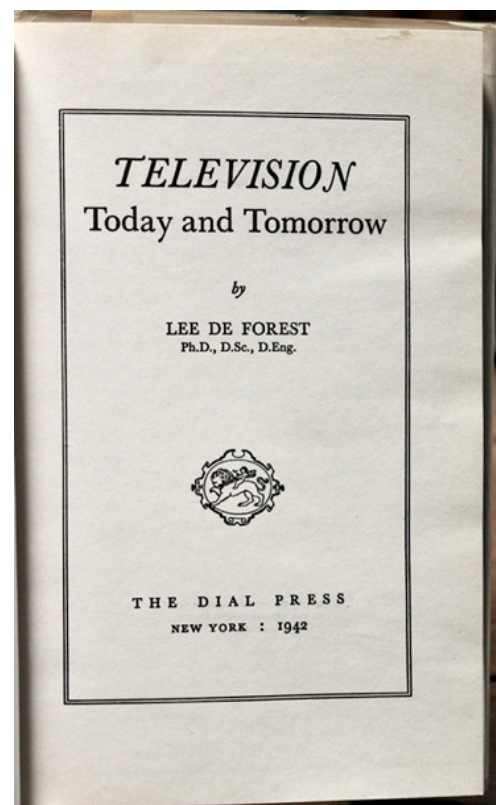 TELEVISION
Today and Tomorrow
by
LEE DE FOREST
Ph.D., D.Sc., D.Eng.
THE DIAL PRESS
NEW YORK : 1942